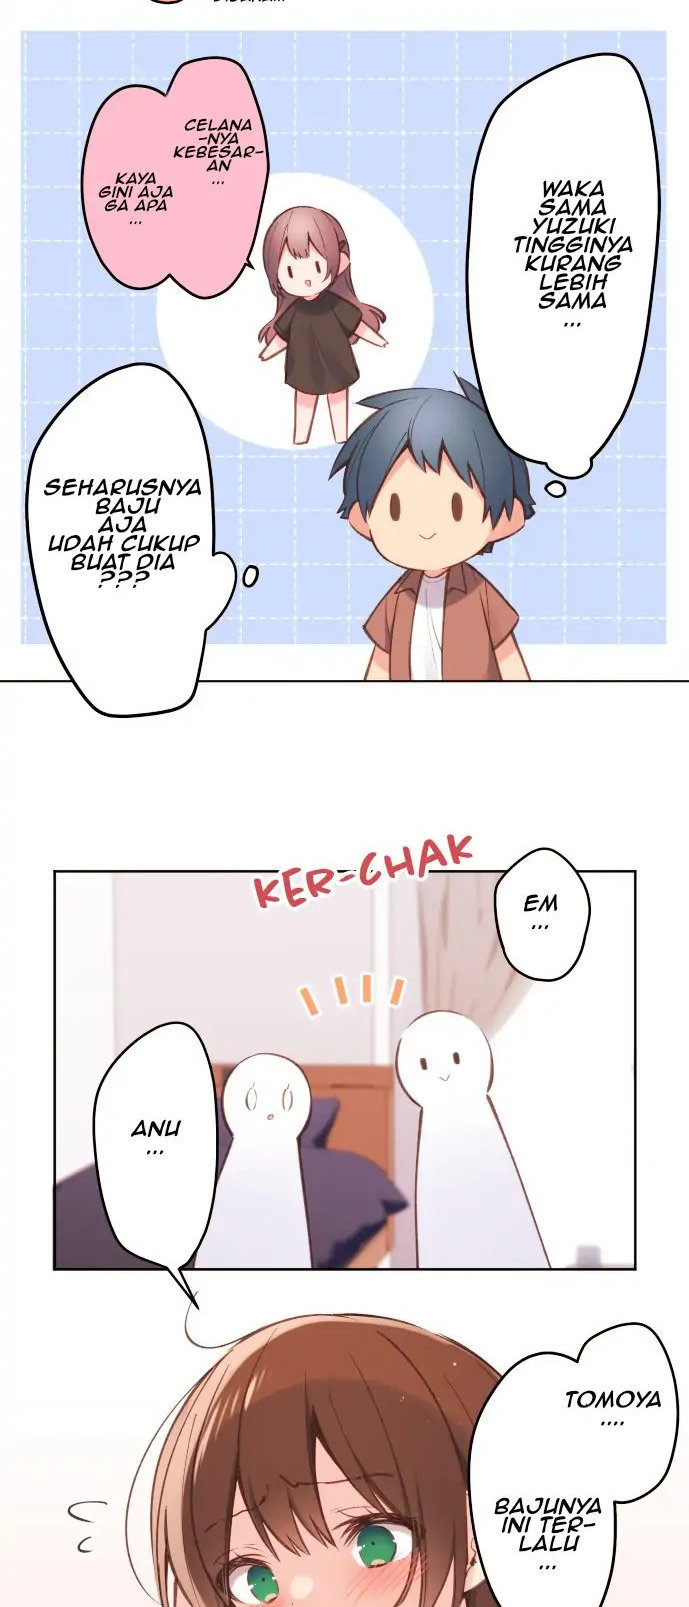 WAKA
SAMA
YUZUKI
TINGGINYA
KURANG
LEBIH
SAMA
...
CELANA
-NYA
KEBESAR-
AN
...
KAYA
GINI AJA
GA APA
...
SEHARUSNYA
BAJU
AJA
UDAH CUKUP
BUAT DIA
???
KER-CHAK
EM
...
ANU
...
TOMOYA
....
BAJUNYA
INI TER-
LALU
...